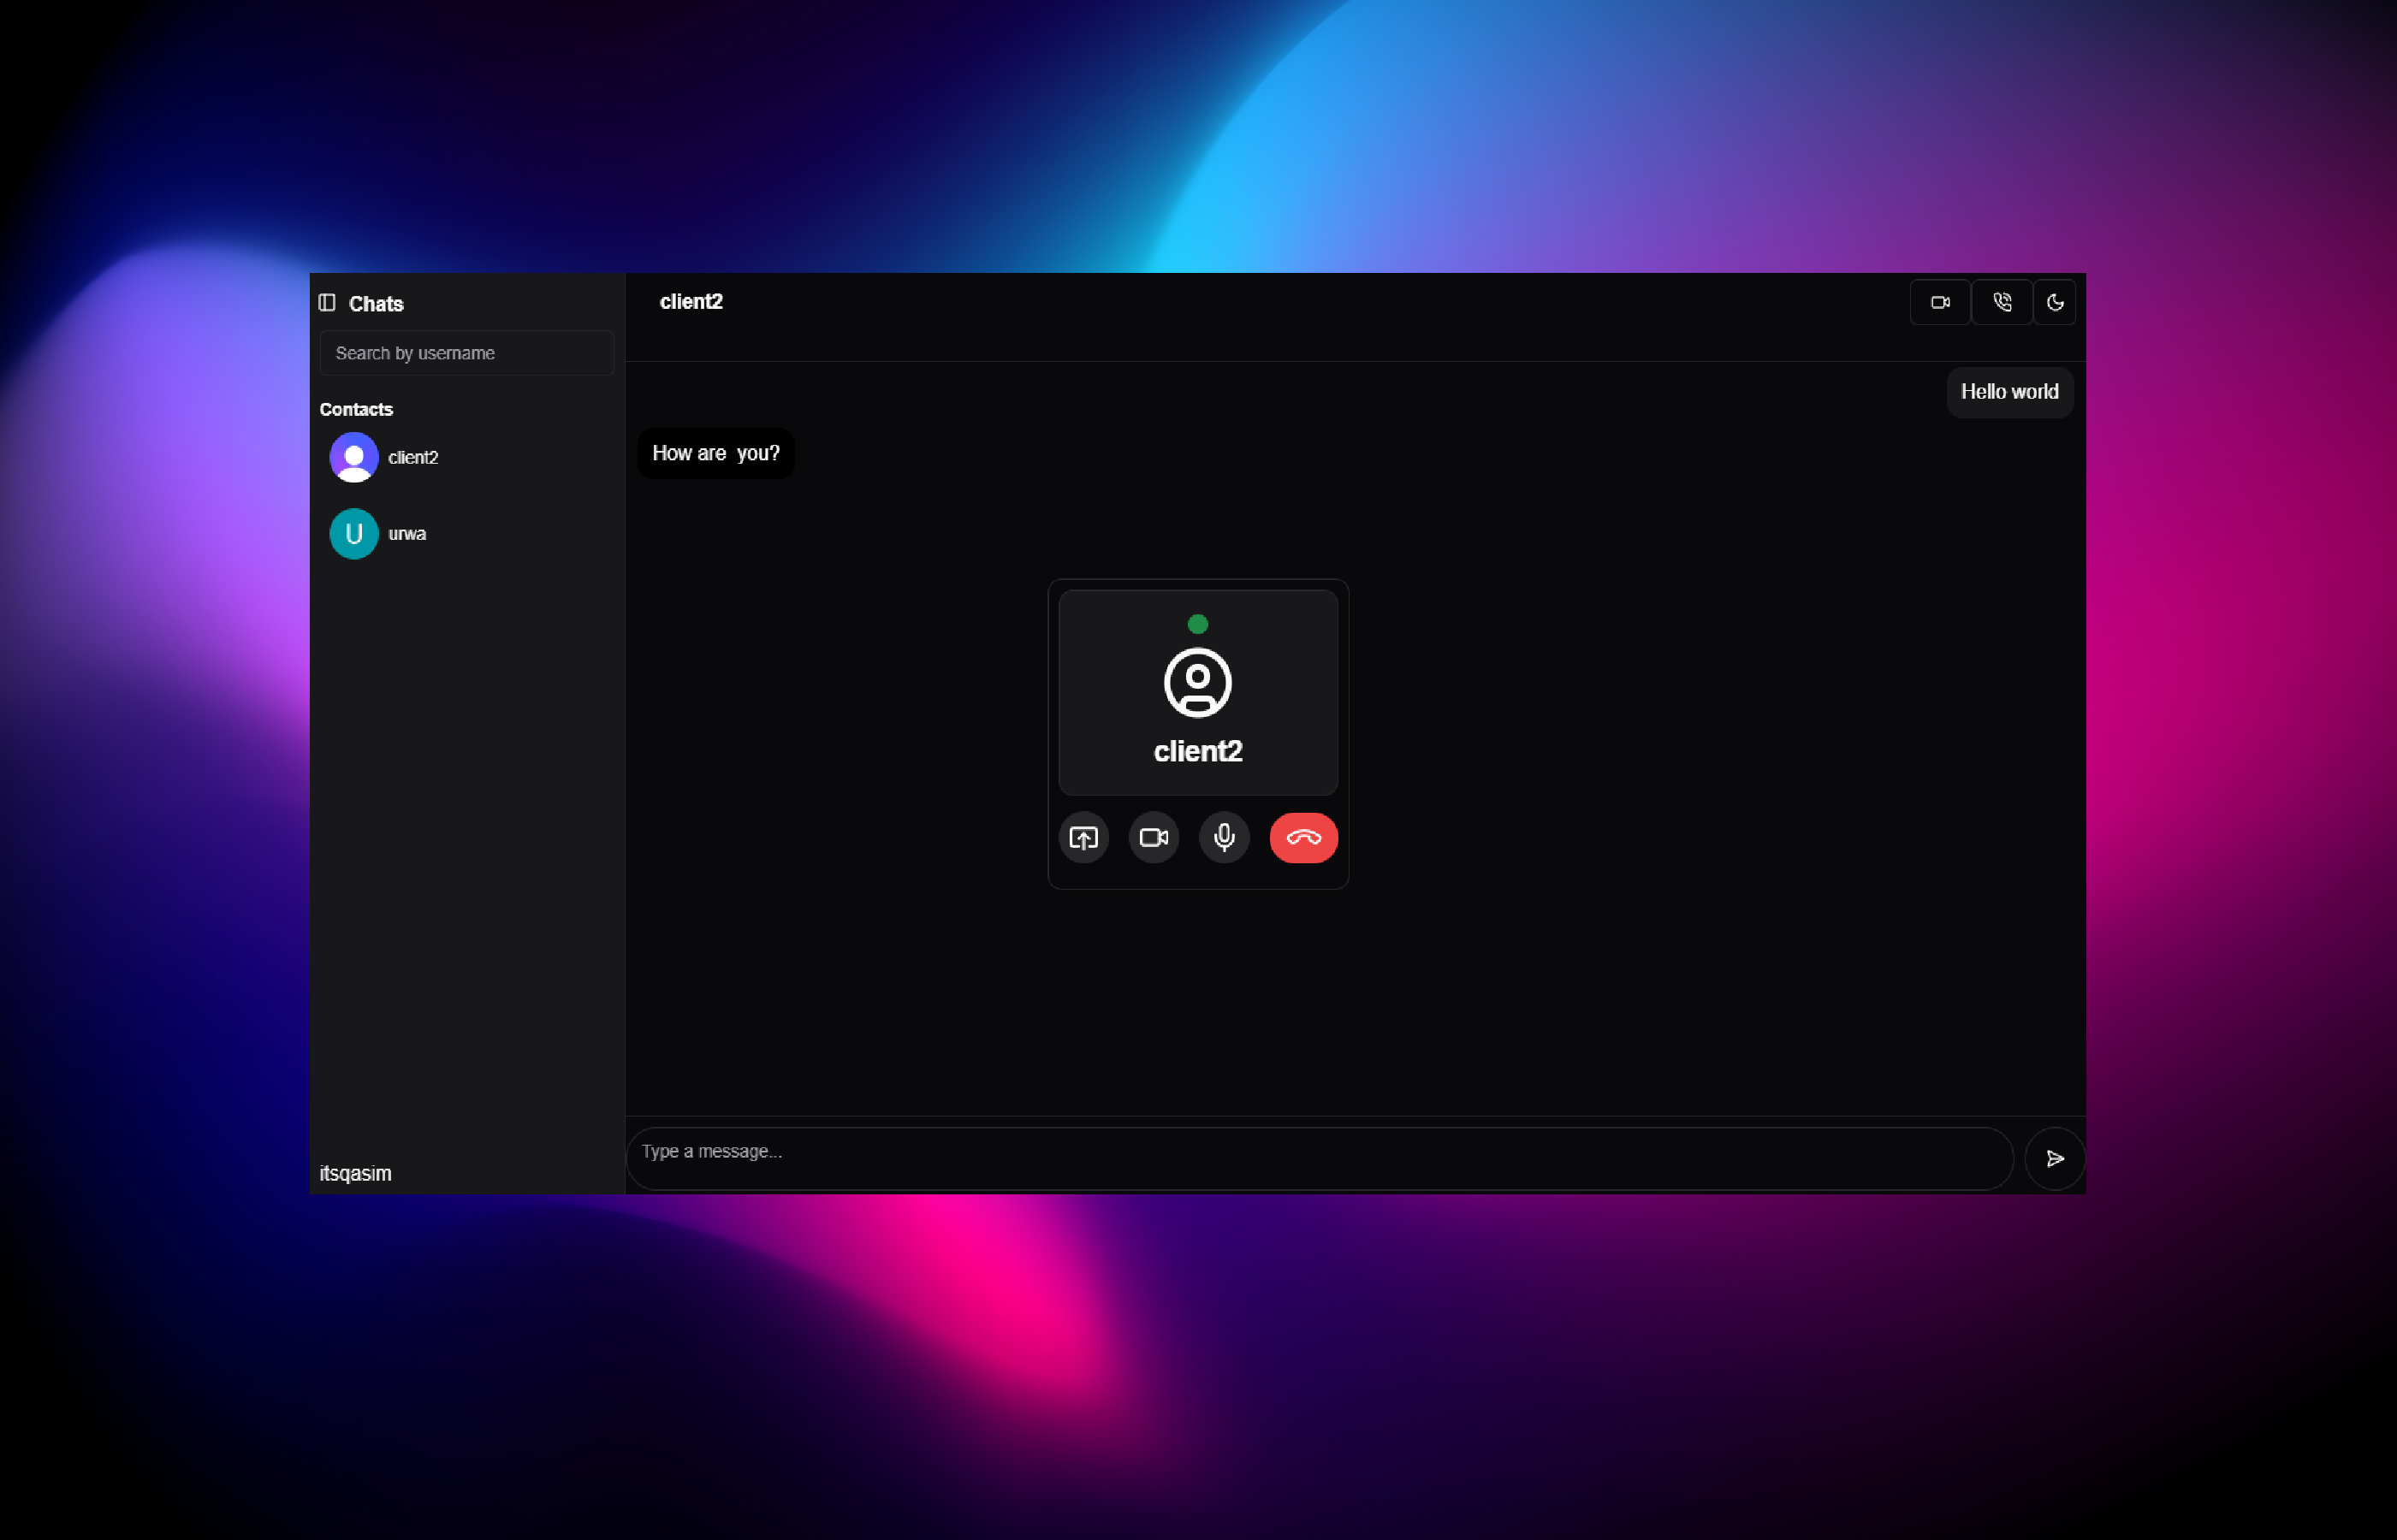 Chats
Search by username
Contacts
client2
U
urwa
itsqasim
client2
Hello world
How are  you?
client2
Type a message...